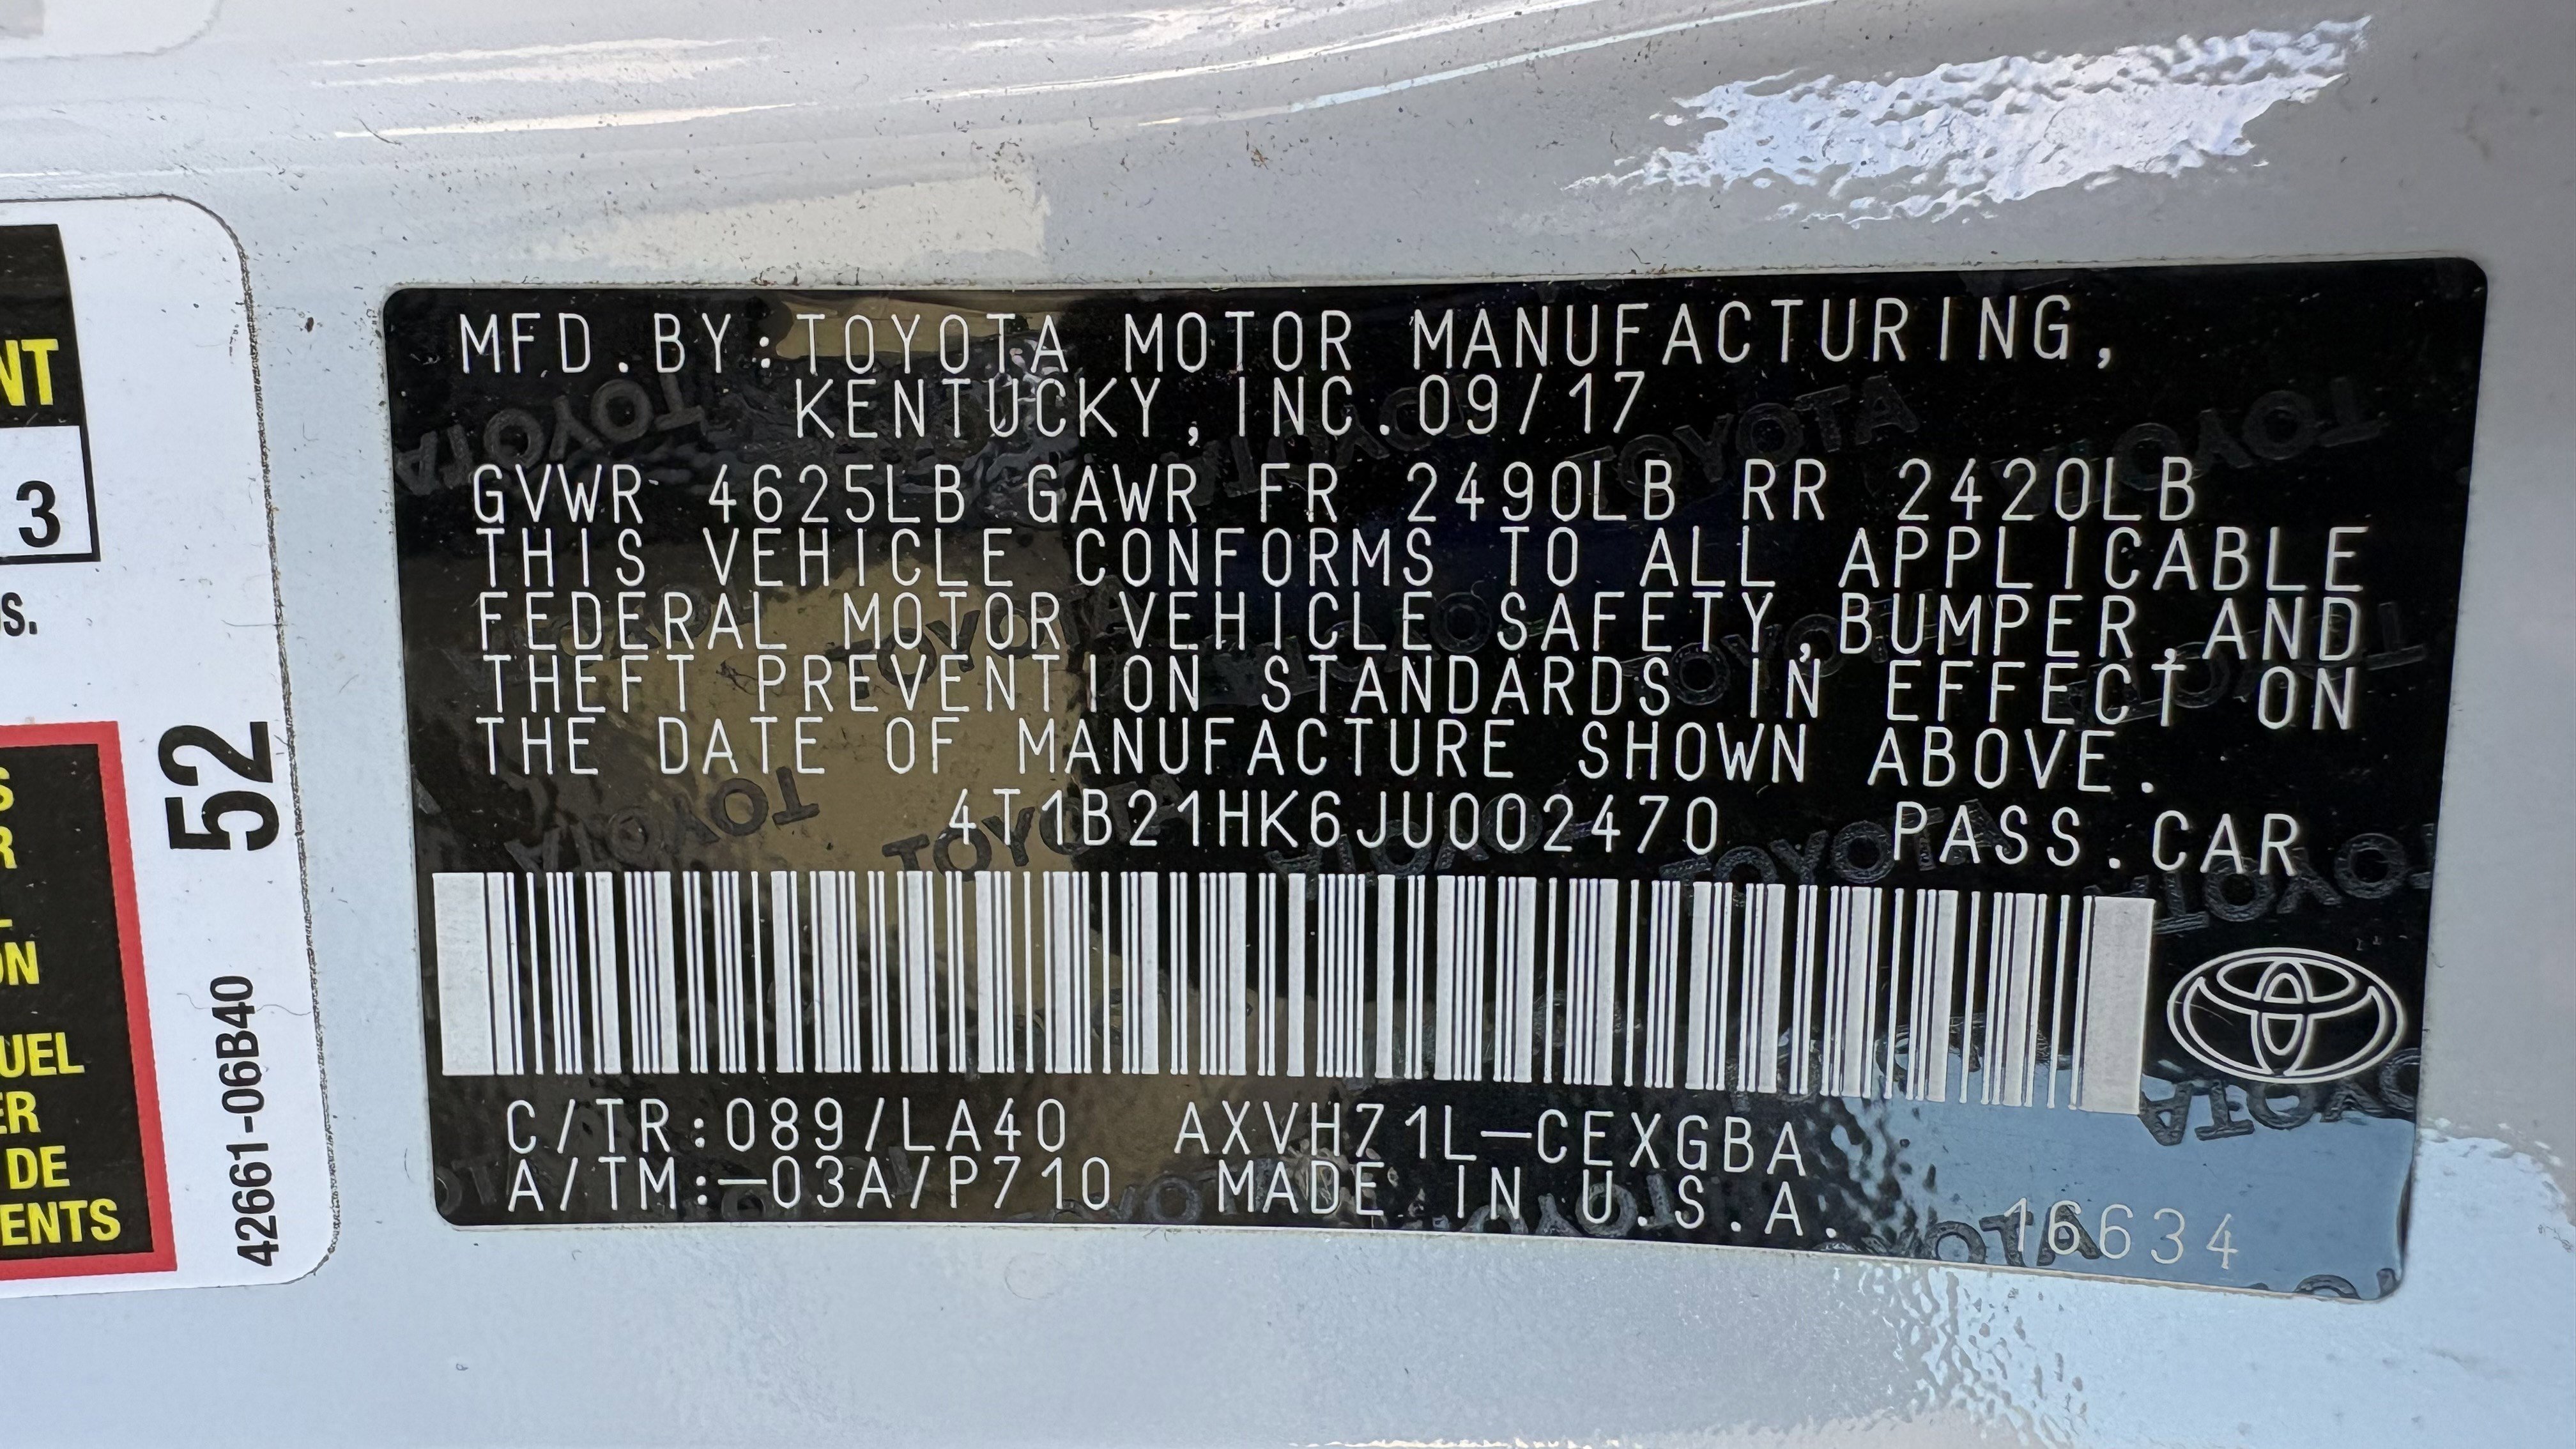 MFD.BY:TOYOTA MOTOR MANUFACTURING,
KENTUCKY,INC.09/17
GVWR 4625LB GAWR FR 2490LB RR 2420LB
THIS VEHICLE CONFORMS TO ALL APPLICABLE
FEDERAL MOTOR VEHICLE SAFETY,BUMPER,AND
THEFT PREVENTION STANDARDS IN EFFECT ON
THE DATE OF MANUFACTURE SHOWN ABOVE.
4T1B21HK6JU002470 PASS.CAR
C/TR:089/LA40 AXVH71L–CEXGBA
A/TM:–03A/P710 MADE IN U.S.A.
16634
NT
3
S.
52
S
R
L
ON
UEL
ER
DE
ENTS
42661-06B40